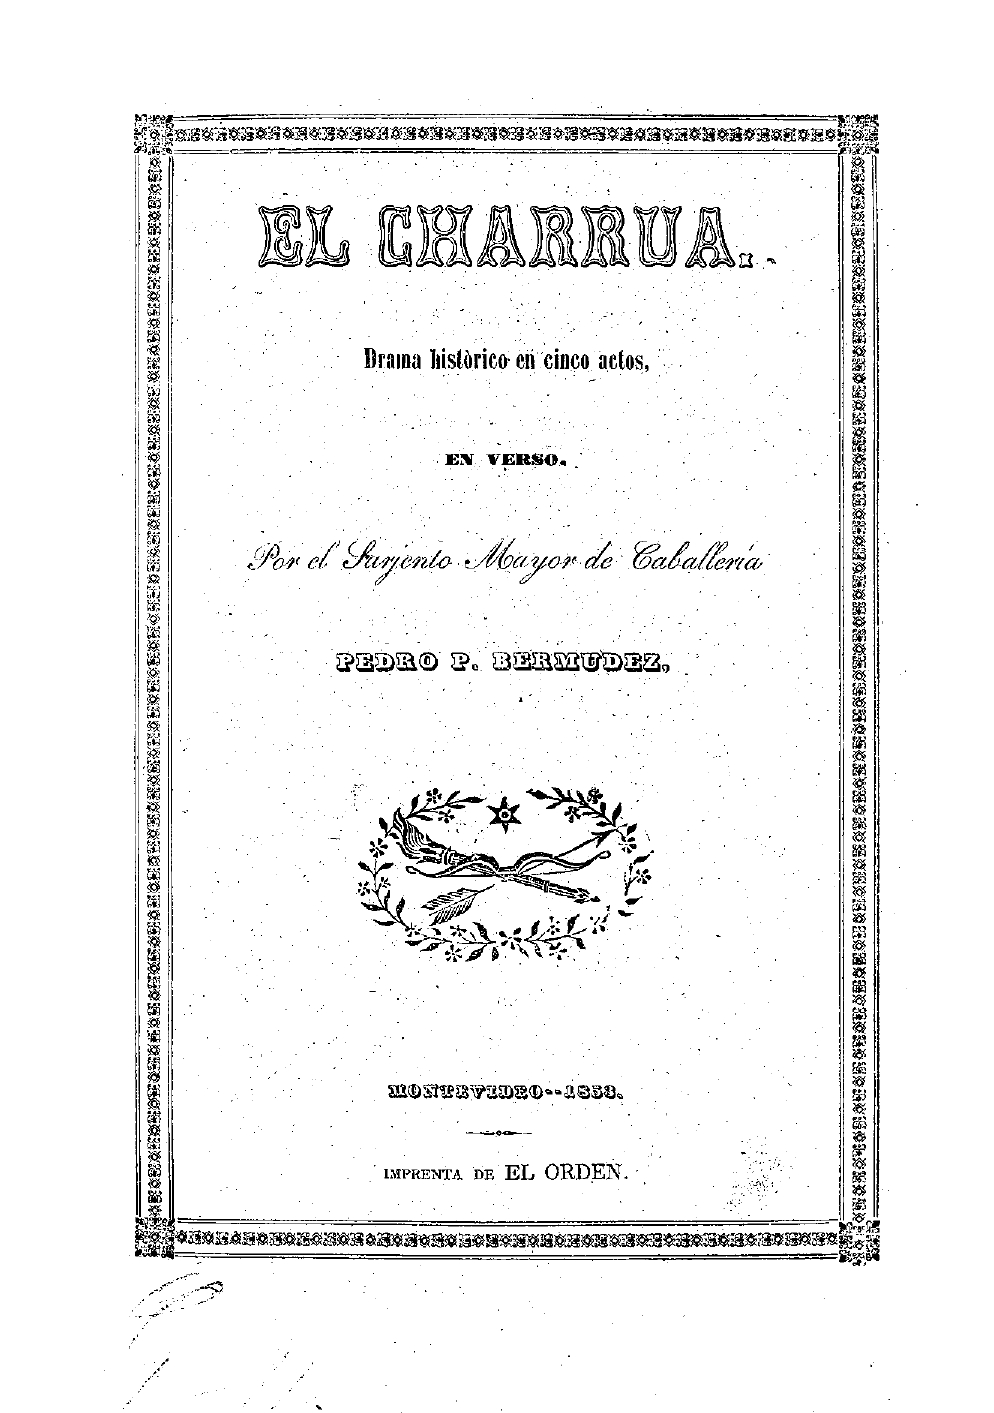 EL CHARRUA.
Drama històrico en cinco actos,
EN VERSO.
Por el Sarjento Mayor de Caballería
PEDRO P. BERMUDEZ,
MONTEVIDEO--1853.
IMPRENTA DE EL ORDEN.